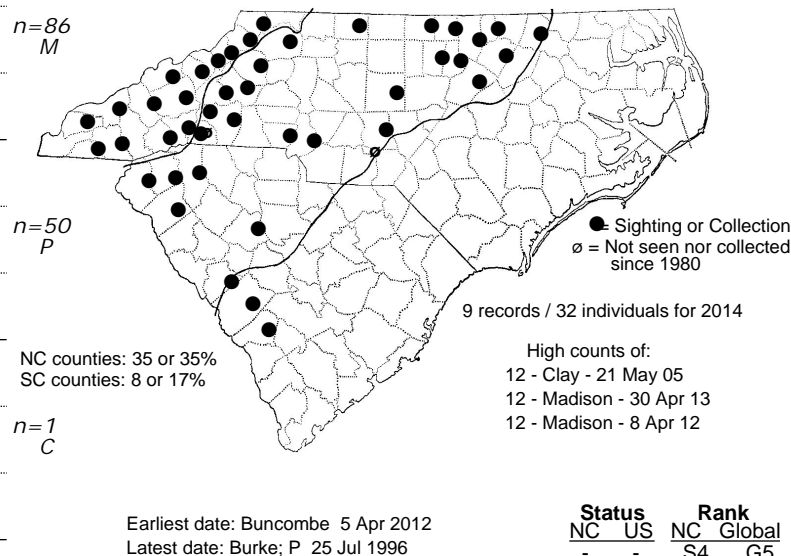 n=86
M
n=50
P
n=1
C
● = Sighting or Collection
ø = Not seen nor collected
since 1980
ø
9 records / 32 individuals for 2014
NC counties: 35 or 35%
SC counties: 8 or 17%
High counts of:
12 - Clay - 21 May 05
12 - Madison - 30 Apr 13
12 - Madison - 8 Apr 12
Earliest date: Buncombe 5 Apr 2012
Latest date: Burke; P 25 Jul 1996
Status Rank
NC US NC Global
- - S4 G5